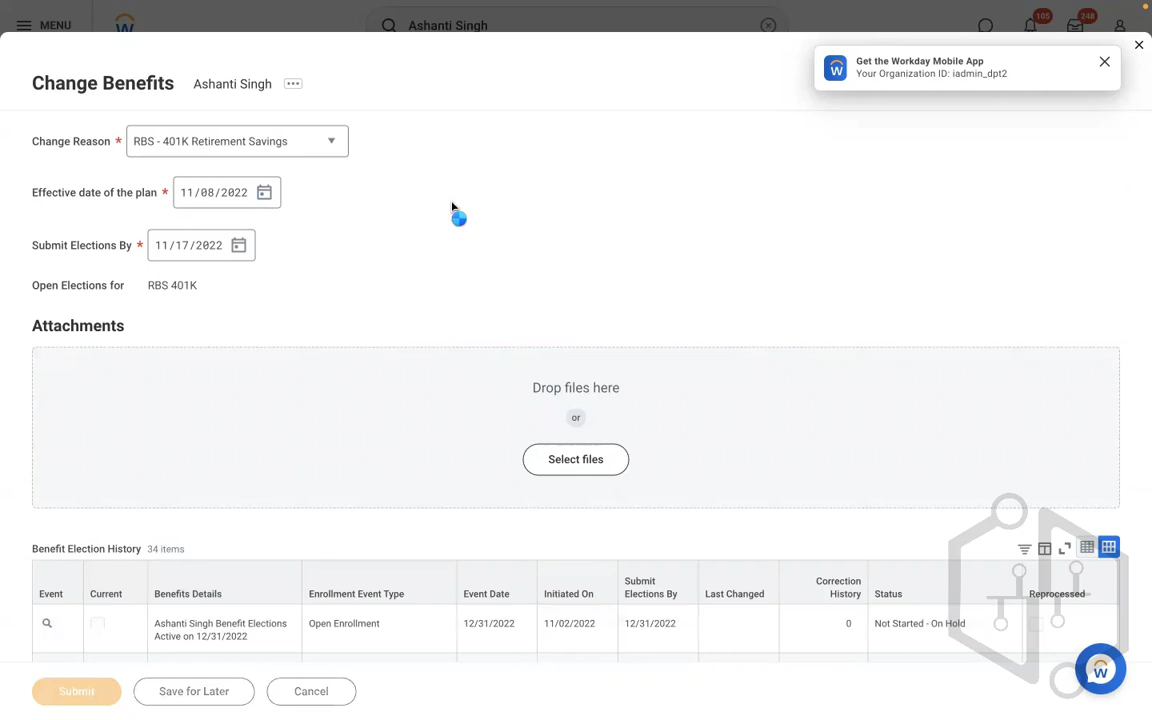 MENU
Ashanti Singh
105
248
Get the Workday Mobile App
Your Organization ID: iadmin_dpt2
Change Benefits Ashanti Singh
Change Reason * RBS - 401K Retirement Savings
Effective date of the plan * 11/08/2022
Submit Elections By * 11/17/2022
Open Elections for RBS 401K
Attachments
Drop files here
or
Select files
Benefit Election History 34 items
Event Current Benefits Details Enrollment Event Type Event Date Initiated On Submit Elections By Last Changed Correction History Status Reprocessed
Ashanti Singh Benefit Elections Active on 12/31/2022 Open Enrollment 12/31/2022 11/02/2022 12/31/2022 0 Not Started - On Hold
Submit Save for Later Cancel